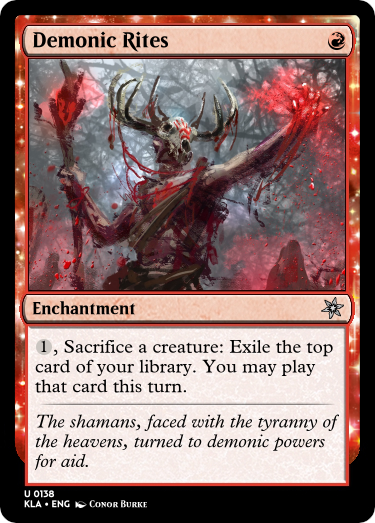 Demonic Rites
Enchantment
1, Sacrifice a creature: Exile the top
card of your library. You may play
that card this turn.
The shamans, faced with the tyranny of
the heavens, turned to demonic powers
for aid.
U 0138
KLA • ENG Conor Burke